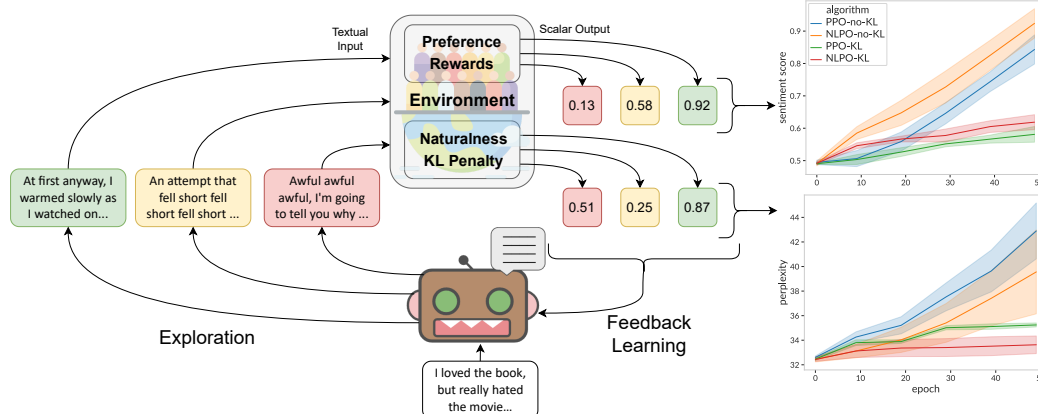 Textual
Input
Scalar Output
Preference
Rewards
Environment
Naturalness
KL Penalty
0.13
0.58
0.92
0.51
0.25
0.87
At first anyway, I
warmed slowly as
I watched on...
An attempt that
fell short fell
short fell short ...
Awful awful
awful, I'm going
to tell you why ...
Exploration
Feedback
Learning
I loved the book,
but really hated
the movie...
algorithm
PPO-no-KL
NLPO-no-KL
PPO-KL
NLPO-KL
sentiment score
0.9
0.8
0.7
0.6
0.5
0
10
20
30
40
perplexity
44
42
40
38
36
34
32
0
10
20
30
40
epoch